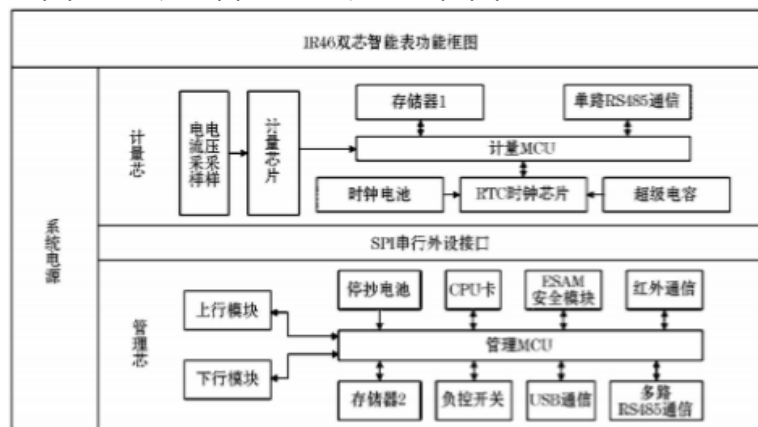 IR46双芯智能表功能框图
系统电源
计量芯
电压采样
电流采样
计量芯片
存储器1
单路RS485通信
计量MCU
时钟电池
RTC时钟芯片
超级电容
SPI串行外设接口
管理芯
上行模块
下行模块
停抄电池
CPU卡
ESAM
安全模块
红外通信
管理MCU
存储器2
负控开关
USB通信
多路
RS485通信